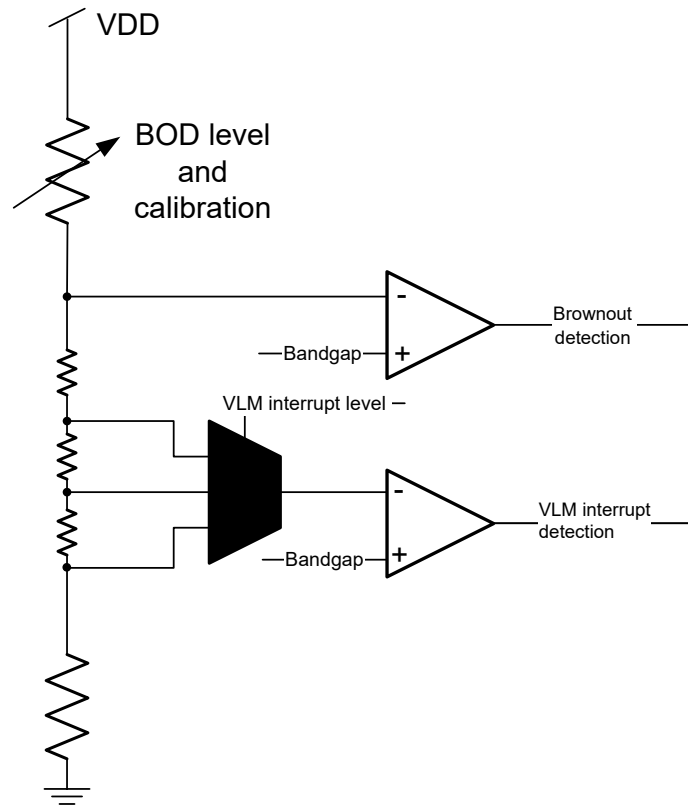 VDD
BOD level
and
calibration
-
Bandgap
+
Brownout
detection
VLM interrupt level
-
Bandgap
+
VLM interrupt
detection